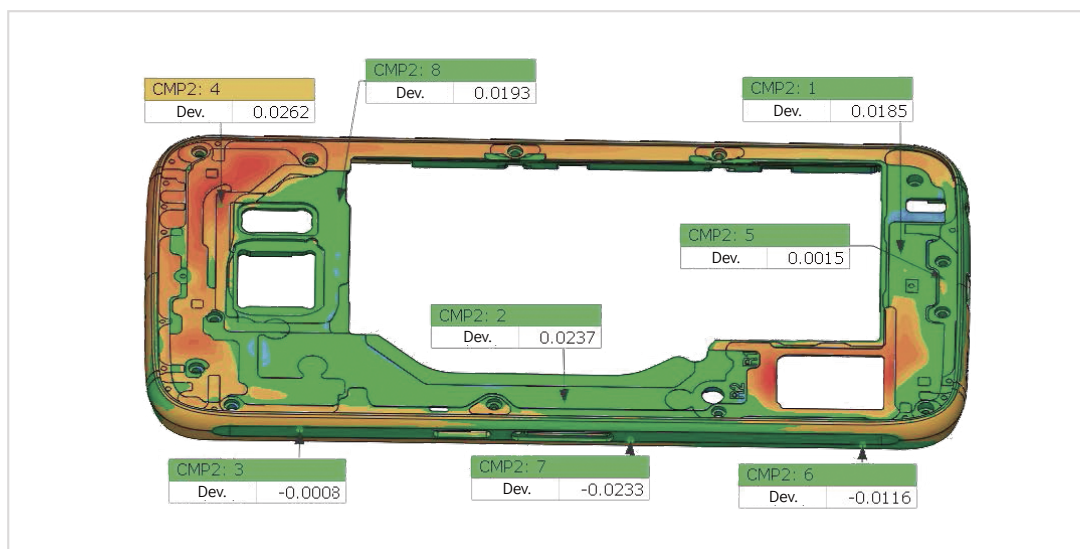 CMP2: 8
Dev. 0.0193
CMP2: 4
Dev. 0.0262
CMP2: 1
Dev. 0.0185
CMP2: 5
Dev. 0.0015
CMP2: 2
Dev. 0.0237
CMP2: 7
Dev. -0.0233
CMP2: 3
Dev. -0.0008
CMP2: 6
Dev. -0.0116